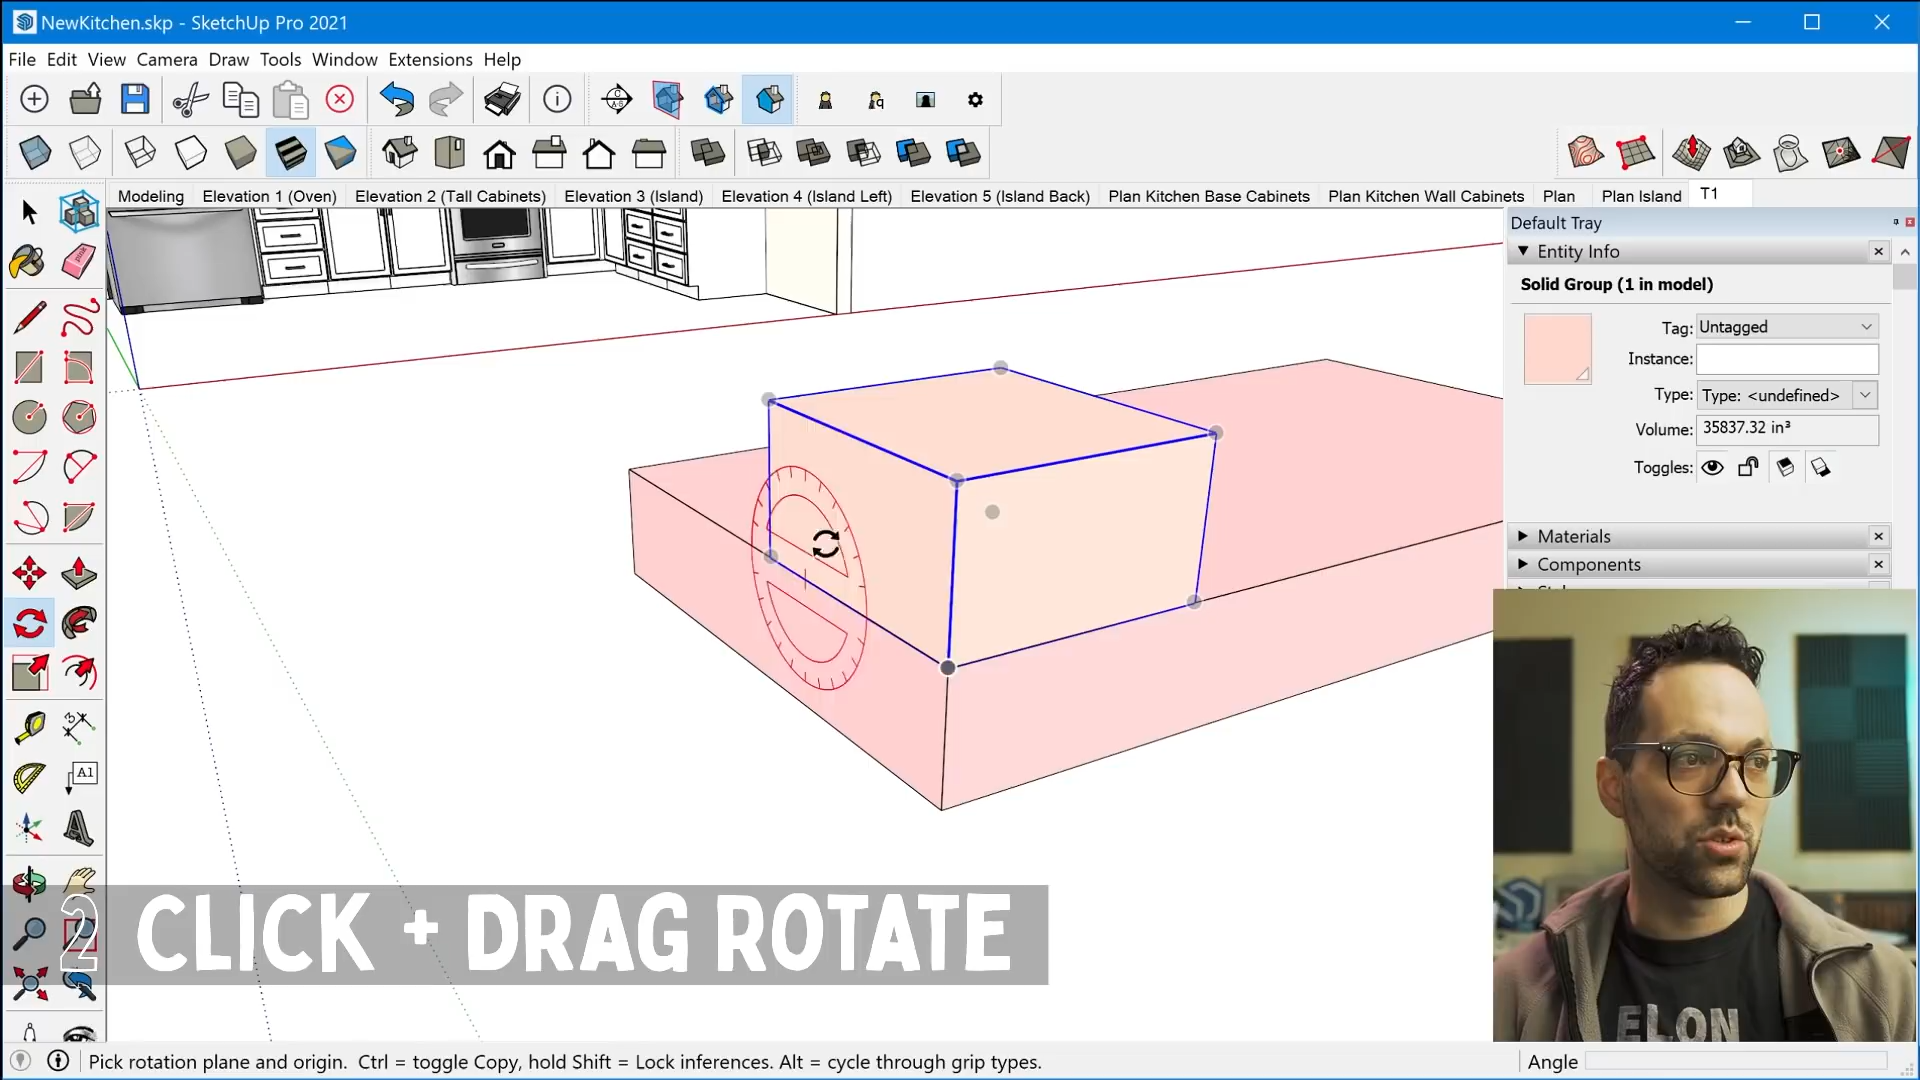 NewKitchen.skp - SketchUp Pro 2021
File Edit View Camera Draw Tools Window Extensions Help
Modeling Elevation 1 (Oven) Elevation 2 (Tall Cabinets) Elevation 3 (Island) Elevation 4 (Island Left) Elevation 5 (Island Back) Plan Kitchen Base Cabinets Plan Kitchen Wall Cabinets Plan Plan Island T1
Default Tray
Entity Info
Solid Group (1 in model)
Tag: Untagged
Instance:
Type: Type: <undefined>
Volume: 35837.32 in³
Toggles:
Materials
Components
A1
3
2 CLICK + DRAG ROTATE
ELON
Pick rotation plane and origin. Ctrl = toggle Copy, hold Shift = Lock inferences. Alt = cycle through grip types.
Angle